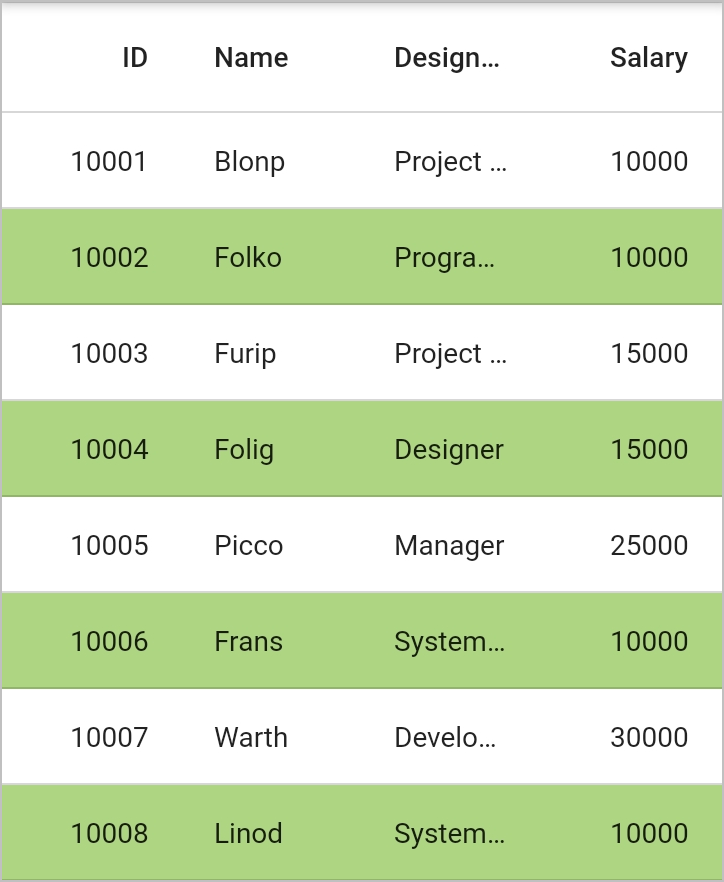 ID Name Design… Salary
10001 Blonp Project … 10000
10002 Folko Progra… 10000
10003 Furip Project … 15000
10004 Folig Designer 15000
10005 Picco Manager 25000
10006 Frans System… 10000
10007 Warth Develo… 30000
10008 Linod System… 10000